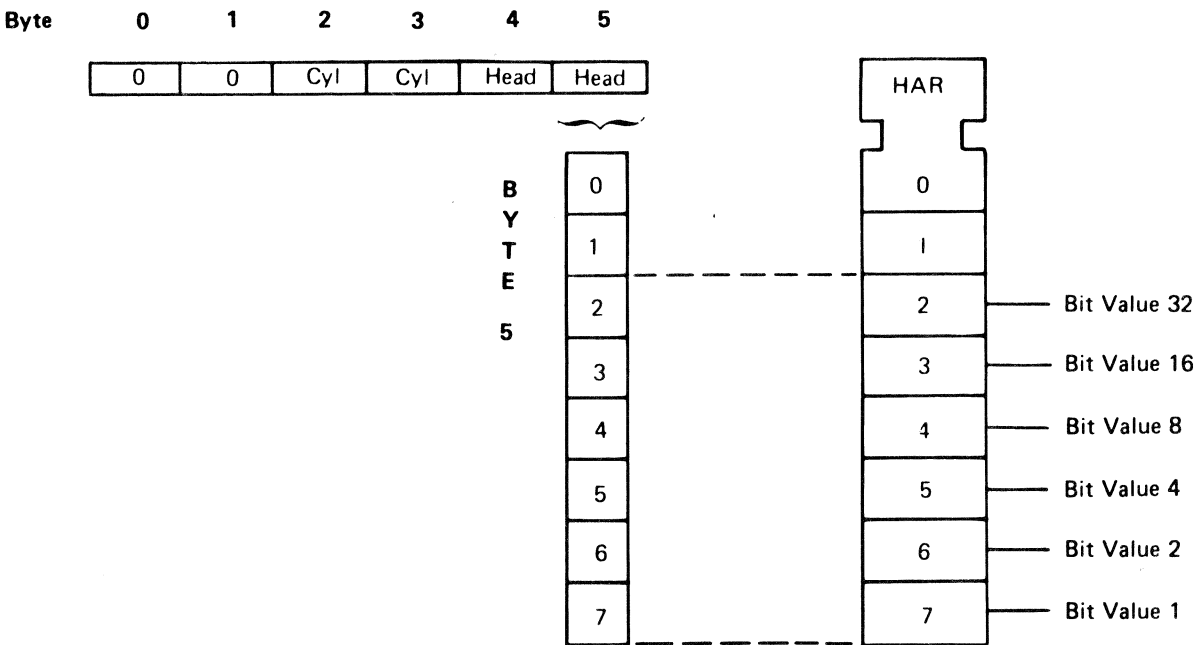 Byte 0 1 2 3 4 5
0 0 Cyl Cyl Head Head
HAR
BYTE 5
0 0
1 1
2 2 Bit Value 32
3 3 Bit Value 16
4 4 Bit Value 8
5 5 Bit Value 4
6 6 Bit Value 2
7 7 Bit Value 1